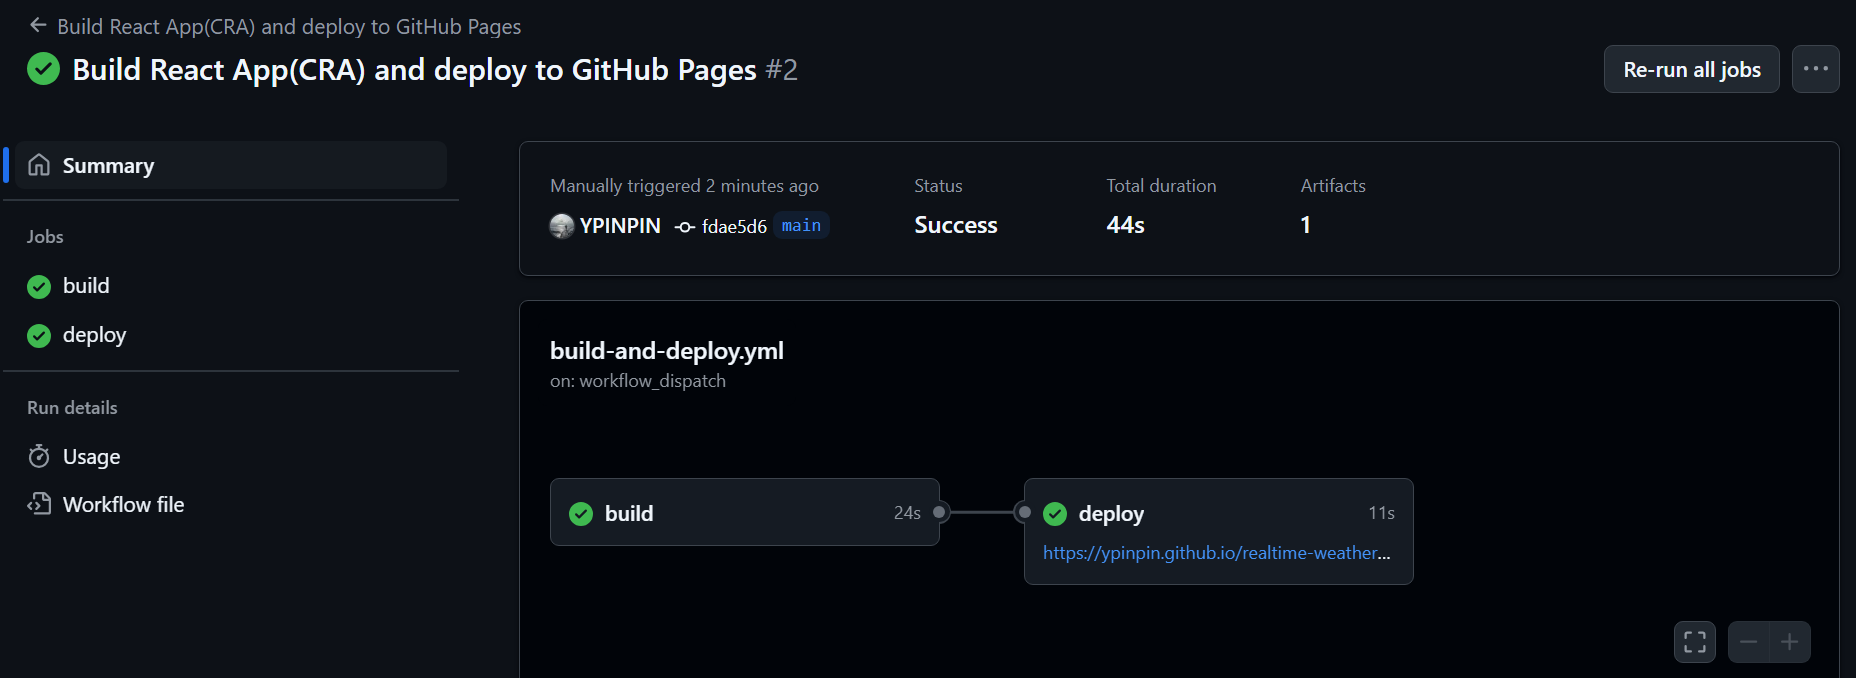 Build React App(CRA) and deploy to GitHub Pages
Build React App(CRA) and deploy to GitHub Pages #2
Re-run all jobs
Summary
Jobs
build
deploy
Run details
Usage
Workflow file
Manually triggered 2 minutes ago
YPINPIN fdae5d6 main
Status
Success
Total duration
44s
Artifacts
1
build-and-deploy.yml
on: workflow_dispatch
build 24s
deploy 11s
https://ypinpin.github.io/realtime-weather...